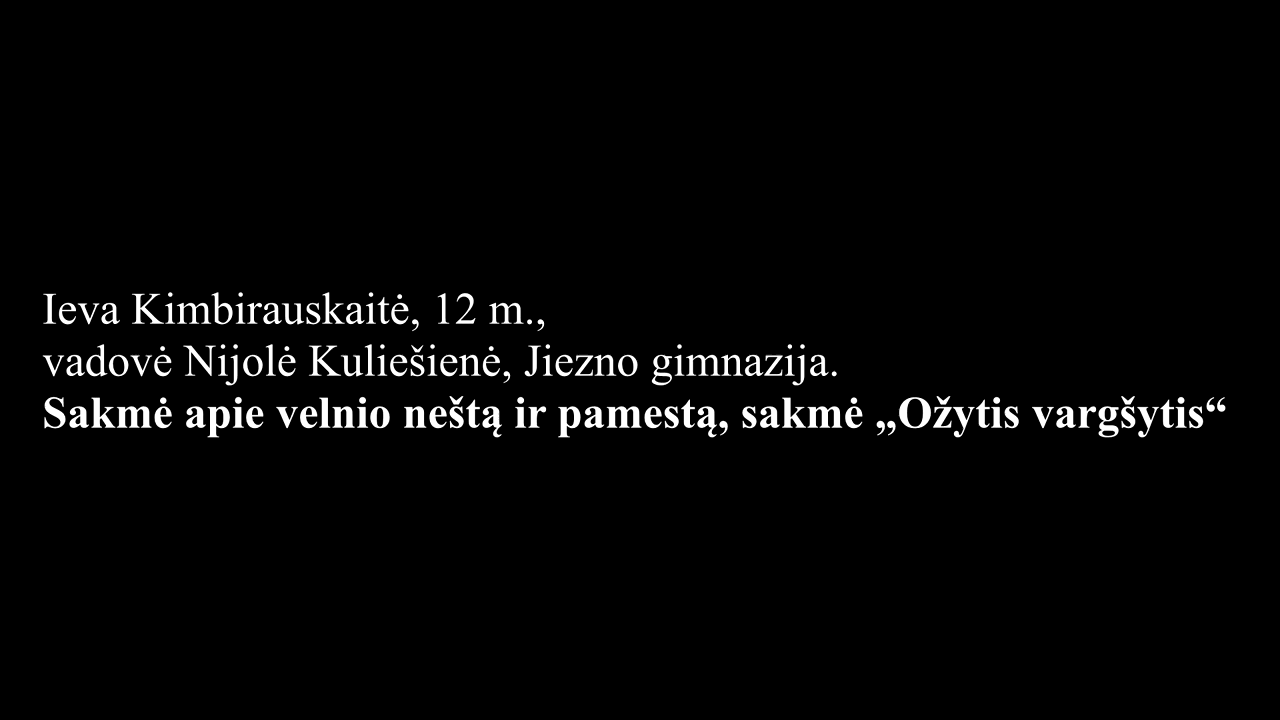 Ieva Kimbirauskaitė, 12 m.,
vadovė Nijolė Kuliešienė, Jiezno gimnazija.
Sakmė apie velnio neštą ir pamestą, sakmė „Ožytis vargšytis“